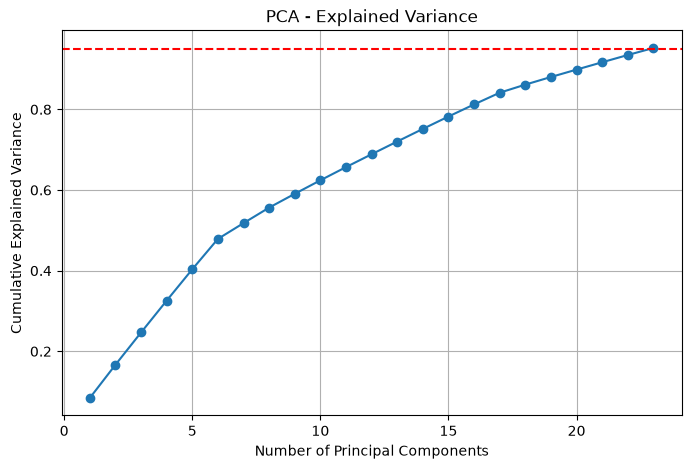 PCA - Explained Variance
Cumulative Explained Variance
0.8
0.6
0.4
0.2
0 5 10 15 20
Number of Principal Components